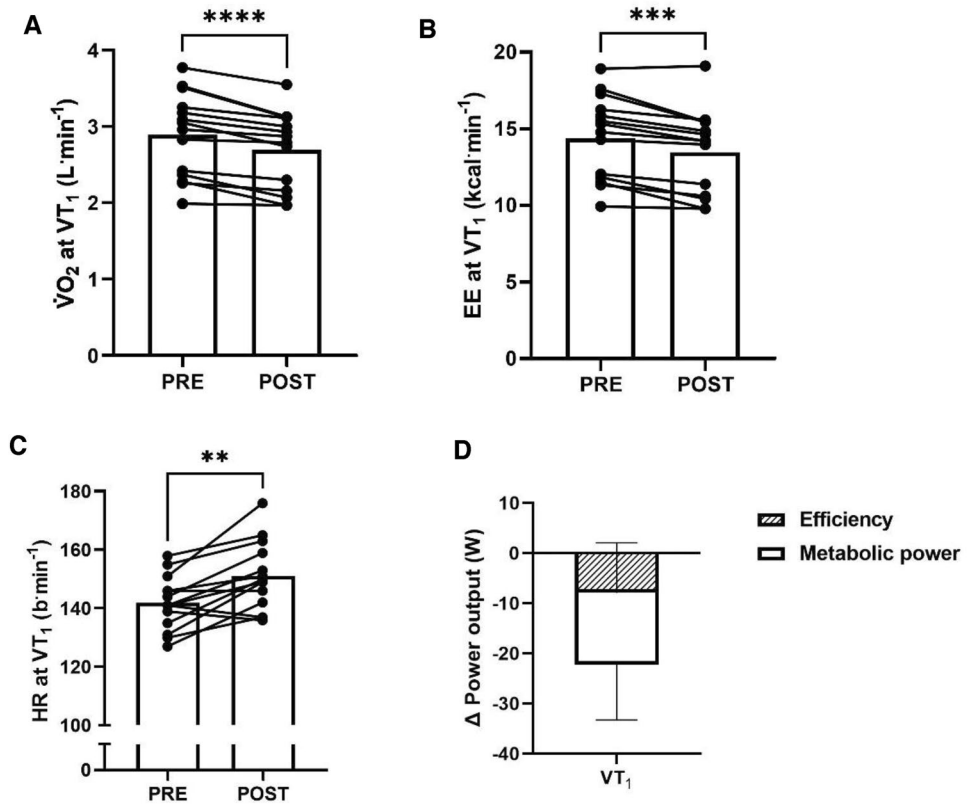 A
****
V̇O₂ at VT₁ (L·min⁻¹)
4
3
2
1
0
PRE POST
B
***
EE at VT₁ (kcal·min⁻¹)
20
15
10
5
0
PRE POST
C
**
HR at VT₁ (b·min⁻¹)
180
160
140
120
100
0
PRE POST
D
Δ Power output (W)
10
0
-10
-20
-30
-40
VT₁
Efficiency
Metabolic power